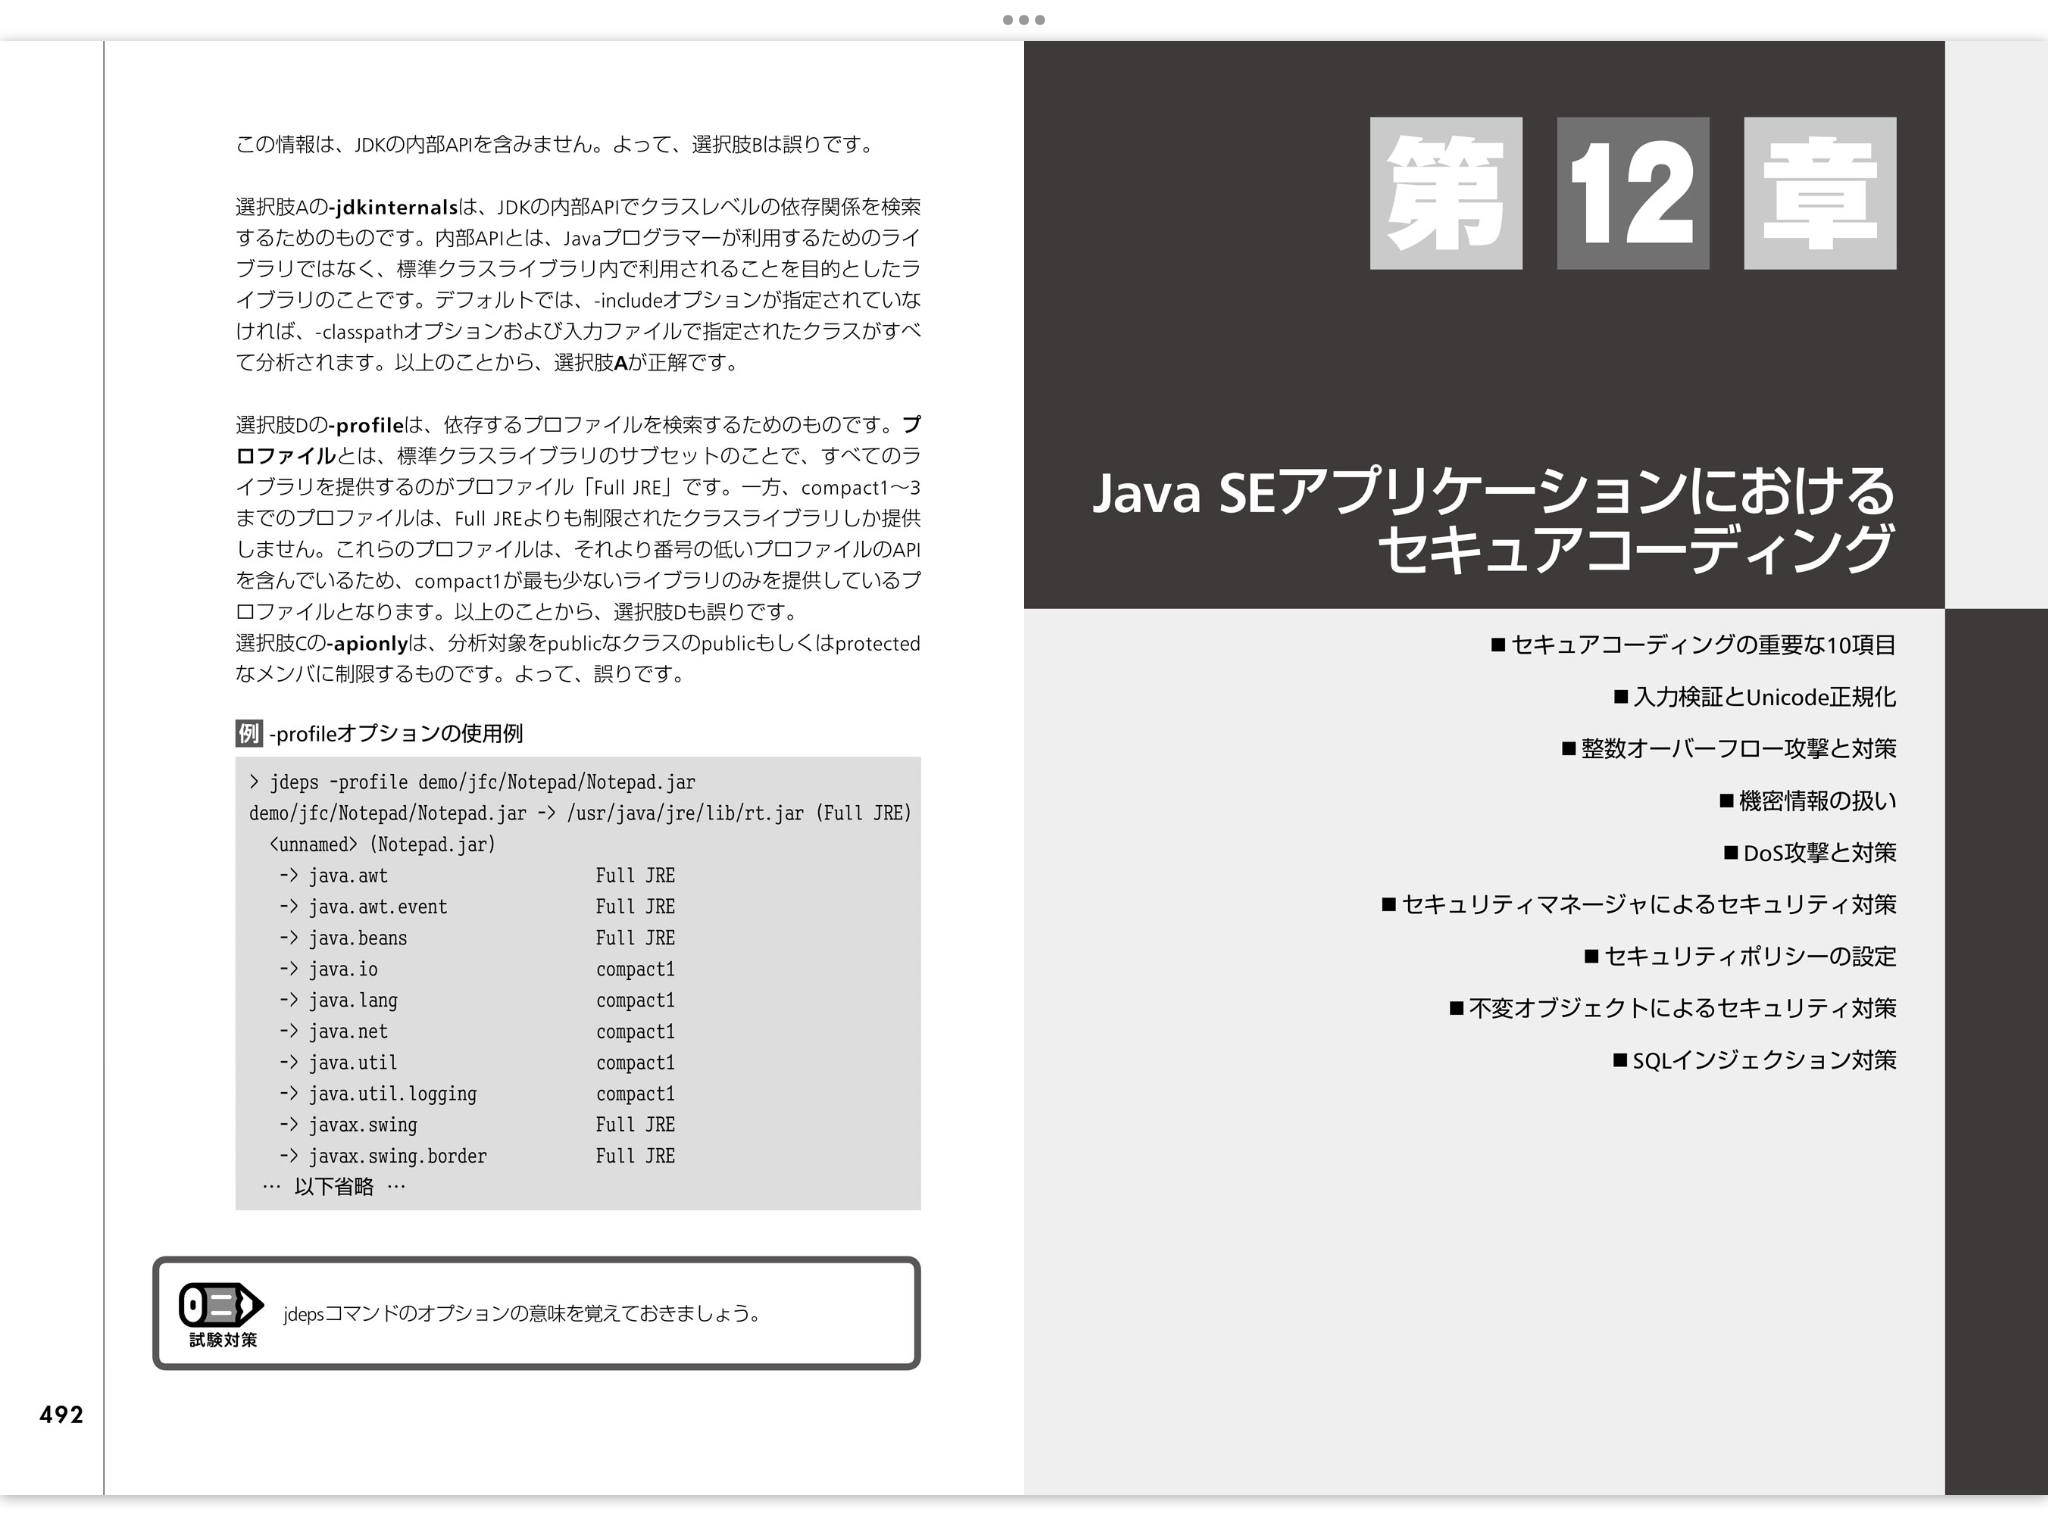 この情報は、JDKの内部APIを含みません。よって、選択肢Bは誤りです。
選択肢Aの-jdkinternalsは、JDKの内部APIでクラスレベルの依存関係を検索
するためのものです。内部APIとは、Javaプログラマーが利用するためのライ
ブラリではなく、標準クラスライブラリ内で利用されることを目的としたラ
イブラリのことです。デフォルトでは、-includeオプションが指定されていな
ければ、-classpathオプションおよび入力ファイルで指定されたクラスがすべ
て分析されます。以上のことから、選択肢Aが正解です。
選択肢Dの-profileは、依存するプロファイルを検索するためのものです。プ
ロファイルとは、標準クラスライブラリのサブセットのことで、すべてのラ
イブラリを提供するのがプロファイル「Full JRE」です。一方、compact1〜3
までのプロファイルは、Full JREよりも制限されたクラスライブラリしか提供
しません。これらのプロファイルは、それより番号の低いプロファイルのAPI
を含んでいるため、compact1が最も少ないライブラリのみを提供しているプ
ロファイルとなります。以上のことから、選択肢Dも誤りです。
選択肢Cの-apionlyは、分析対象をpublicなクラスのpublicもしくはprotected
なメンバに制限するものです。よって、誤りです。
例 -profileオプションの使用例
> jdeps -profile demo/jfc/Notepad/Notepad.jar
demo/jfc/Notepad/Notepad.jar -> /usr/java/jre/lib/rt.jar (Full JRE)
<unnamed> (Notepad.jar)
-> java.awt Full JRE
-> java.awt.event Full JRE
-> java.beans Full JRE
-> java.io compact1
-> java.lang compact1
-> java.net compact1
-> java.util compact1
-> java.util.logging compact1
-> javax.swing Full JRE
-> javax.swing.border Full JRE
… 以下省略 …
試験対策
jdepsコマンドのオプションの意味を覚えておきましょう。
492
第12章
Java SEアプリケーションにおける
セキュアコーディング
■ セキュアコーディングの重要な10項目
■ 入力検証とUnicode正規化
■ 整数オーバーフロー攻撃と対策
■ 機密情報の扱い
■ DoS攻撃と対策
■ セキュリティマネージャによるセキュリティ対策
■ セキュリティポリシーの設定
■ 不変オブジェクトによるセキュリティ対策
■ SQLインジェクション対策